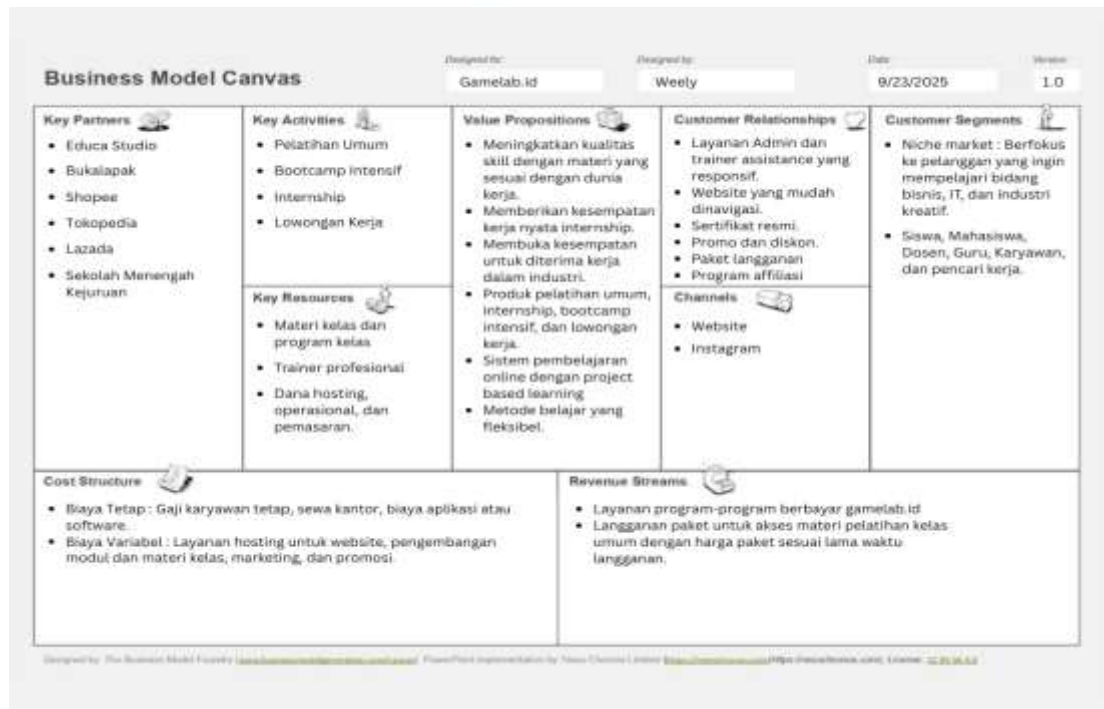 Designed for:
Designed by:
Date:
Version:
Business Model Canvas
Gamelab.id
Weely
9/23/2025
1.0
Key Partners
• Educa Studio
• Bukalapak
• Shopee
• Tokopedia
• Lazada
• Sekolah Menengah
Kejuruan
Key Activities
• Pelatihan Umum
• Bootcamp Intensif
• Internship
• Lowongan Kerja
Key Resources
• Materi kelas dan
program kelas
• Trainer profesional
• Dana hosting,
operasional, dan
pemasaran.
Value Propositions
• Meningkatkan kualitas
skill dengan materi yang
sesuai dengan dunia
kerja.
• Memberikan kesempatan
kerja nyata internship.
• Membuka kesempatan
untuk diterima kerja
dalam industri.
• Produk pelatihan umum,
internship, bootcamp
intensif, dan lowongan
kerja.
• Sistem pembelajaran
online dengan project
based learning
• Metode belajar yang
fleksibel.
Customer Relationships
• Layanan Admin dan
trainer assistance yang
responsif.
• Website yang mudah
dinavigasi.
• Sertifikat resmi.
• Promo dan diskon.
• Paket langganan
• Program affiliasi
Channels
• Website
• Instagram
Customer Segments
• Niche market : Berfokus
ke pelanggan yang ingin
mempelajari bidang
bisnis, IT, dan industri
kreatif.
• Siswa, Mahasiswa,
Dosen, Guru, Karyawan,
dan pencari kerja.
Cost Structure
• Biaya Tetap : Gaji karyawan tetap, sewa kantor, biaya aplikasi atau
software.
• Biaya Variabel : Layanan hosting untuk website, pengembangan
modul dan materi kelas, marketing, dan promosi.
Revenue Streams
• Layanan program-program berbayar gamelab.id
• Langganan paket untuk akses materi pelatihan kelas
umum dengan harga paket sesuai lama waktu
langganan.
Designed by: The Business Model Foundry PowerPoint implementation by: License: